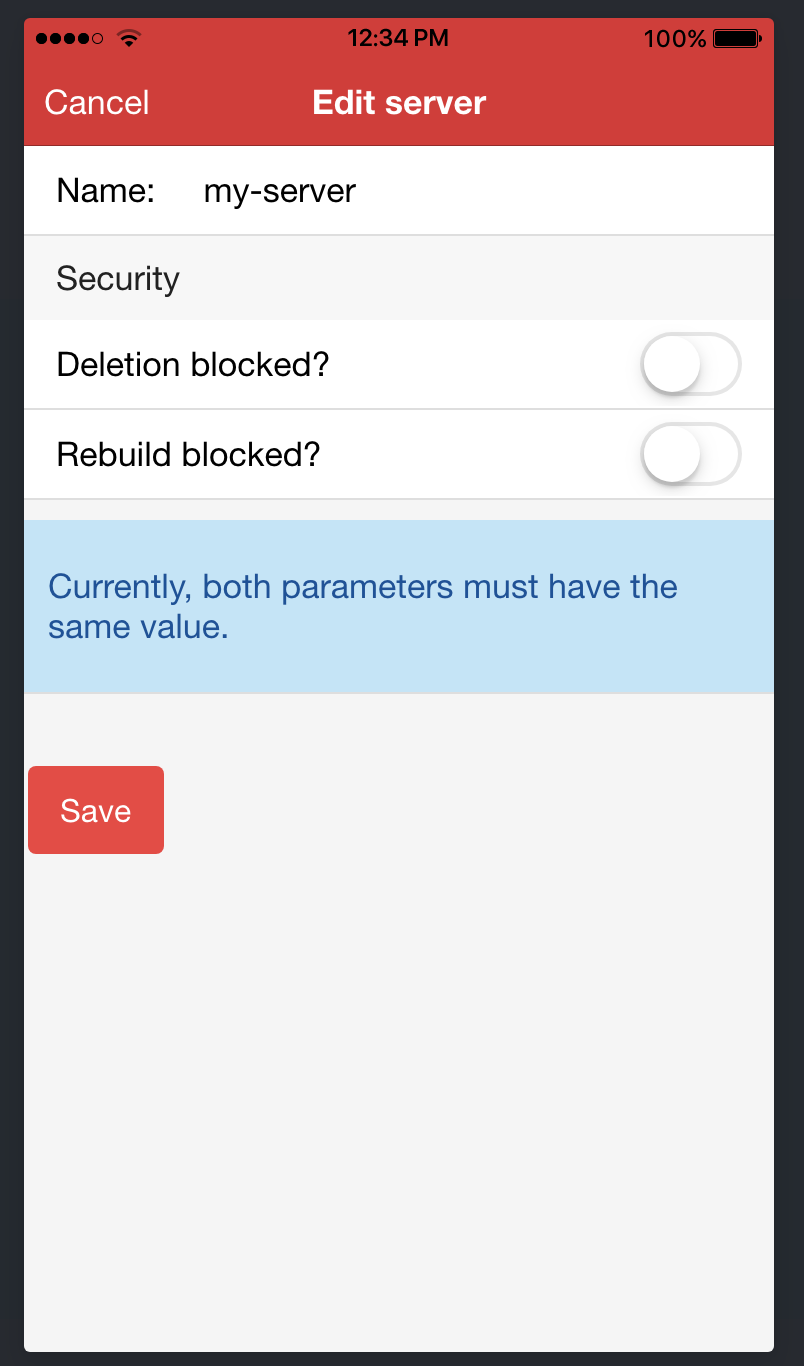 12:34 PM 100%
Cancel Edit server
Name: my-server
Security
Deletion blocked?
Rebuild blocked?
Currently, both parameters must have the
same value.
Save